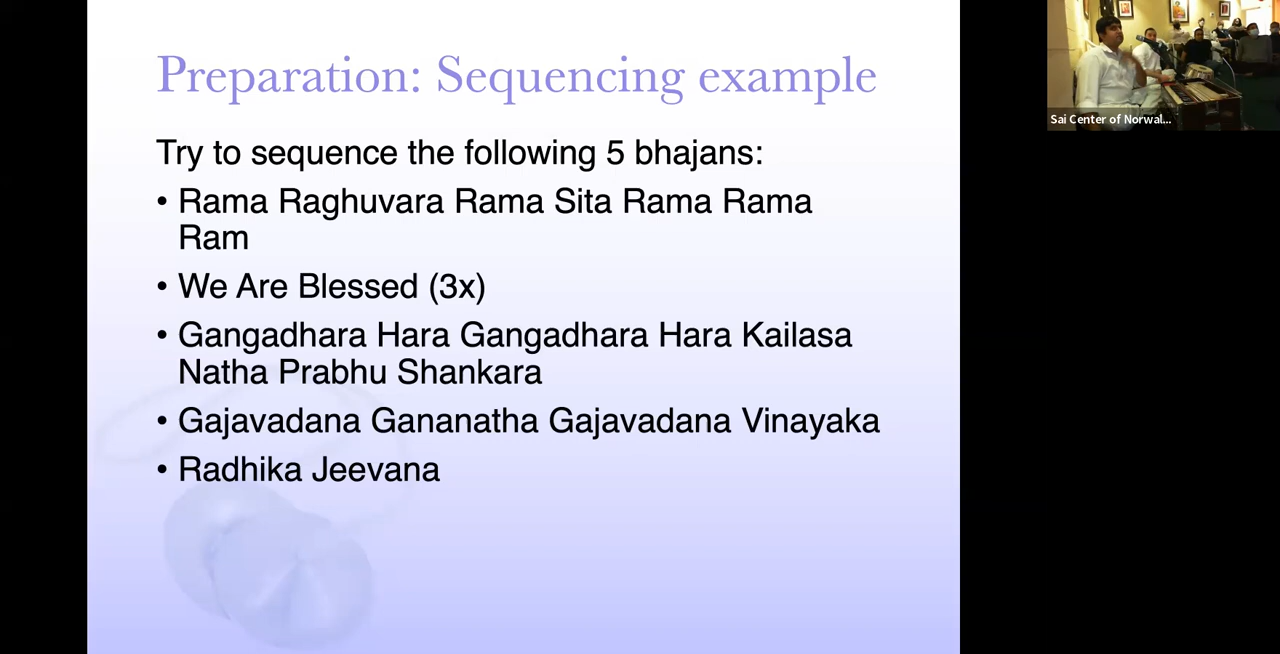 Preparation: Sequencing example
Try to sequence the following 5 bhajans:
• Rama Raghuvara Rama Sita Rama Rama
Ram
• We Are Blessed (3x)
• Gangadhara Hara Gangadhara Hara Kailasa
Natha Prabhu Shankara
• Gajavadana Gananatha Gajavadana Vinayaka
• Radhika Jeevana
Sai Center of Norwal...